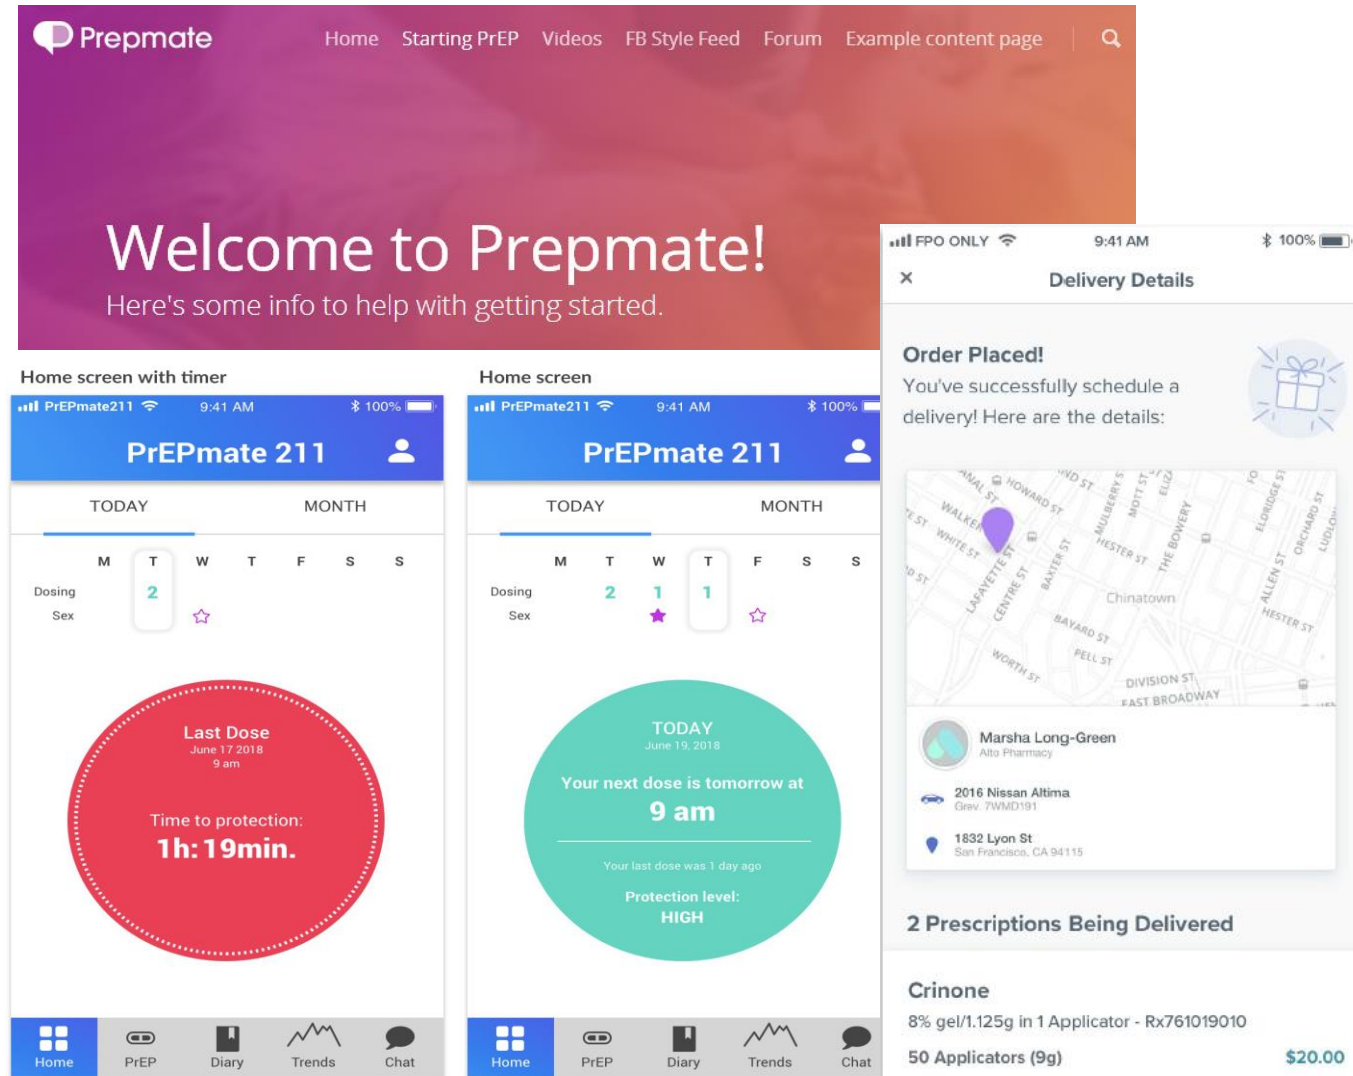 Prepmate
Home Starting PrEP Videos FB Style Feed Forum Example content page
Welcome to Prepmate!
Here's some info to help with getting started.
Home screen with timer
PrEPmate211 9:41 AM 100%
PrEPmate 211
TODAY MONTH
M T W T F S S
Dosing 2
Sex
Last Dose
June 17 2018
9 am
Time to protection:
1h: 19min.
Home PrEP Diary Trends Chat
Home screen
PrEPmate211 9:41 AM 100%
PrEPmate 211
TODAY MONTH
M T W T F S S
Dosing 2 1 1
Sex
TODAY
June 19, 2018
Your next dose is tomorrow at
9 am
Your last dose was 1 day ago
Protection level:
HIGH
Home PrEP Diary Trends Chat
FPO ONLY 9:41 AM 100%
× Delivery Details
Order Placed!
You've successfully schedule a
delivery! Here are the details:
CANAL ST
HOWARD ST
WALKER
WHITE ST
LAFAYETTE ST
CENTRE ST
BAXTER ST
MULBERRY S
MOTT ST
HESTER ST
THE BOWERY
ELDRIDGE ST
ORCHARD ST
LUDLOW
ALLEN ST
HESTER ST
Chinatown
BAYARD ST
PELL ST
WORTH ST
DIVISION ST
EAST BROADWAY
Marsha Long-Green
Alto Pharmacy
2016 Nissan Altima
Grey. 7WMD191
1832 Lyon St
San Francisco, CA 94115
2 Prescriptions Being Delivered
Crinone
8% gel/1.125g in 1 Applicator - Rx761019010
50 Applicators (9g) $20.00